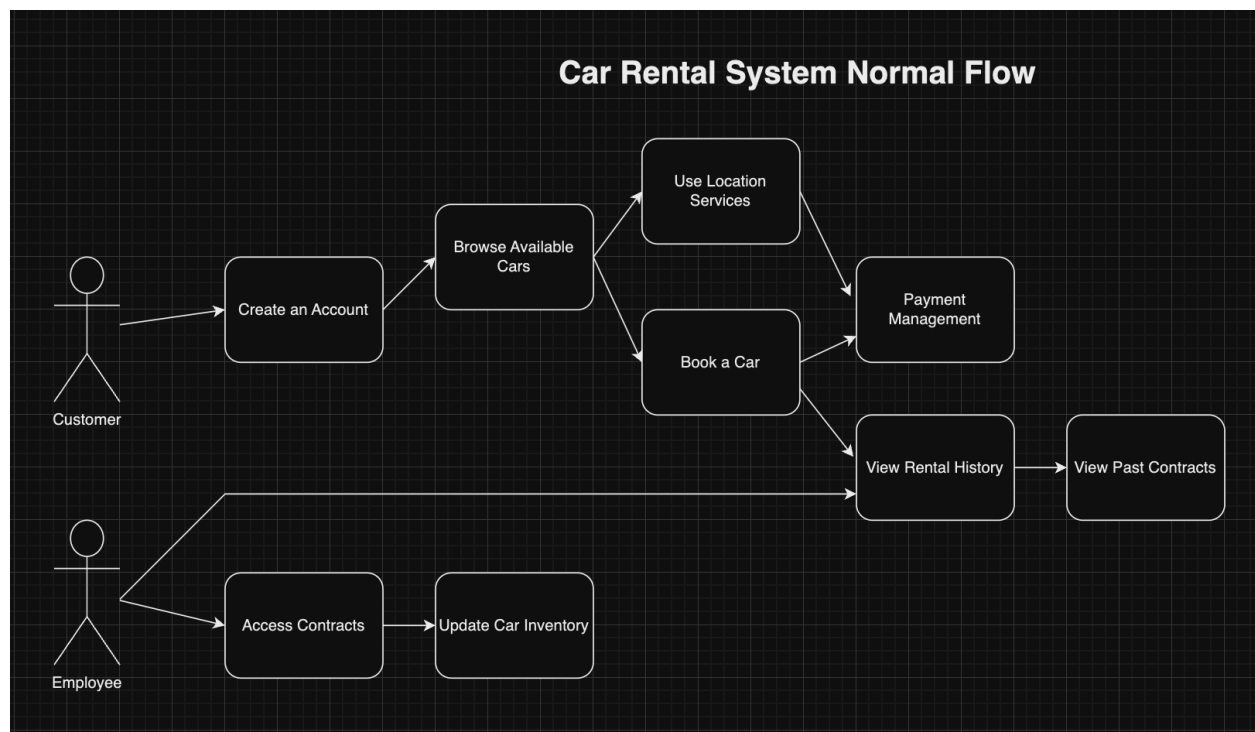 Car Rental System Normal Flow
Use Location
Services
Browse Available
Cars
Create an Account
Payment
Management
Book a Car
Customer
View Rental History
View Past Contracts
Access Contracts
Update Car Inventory
Employee